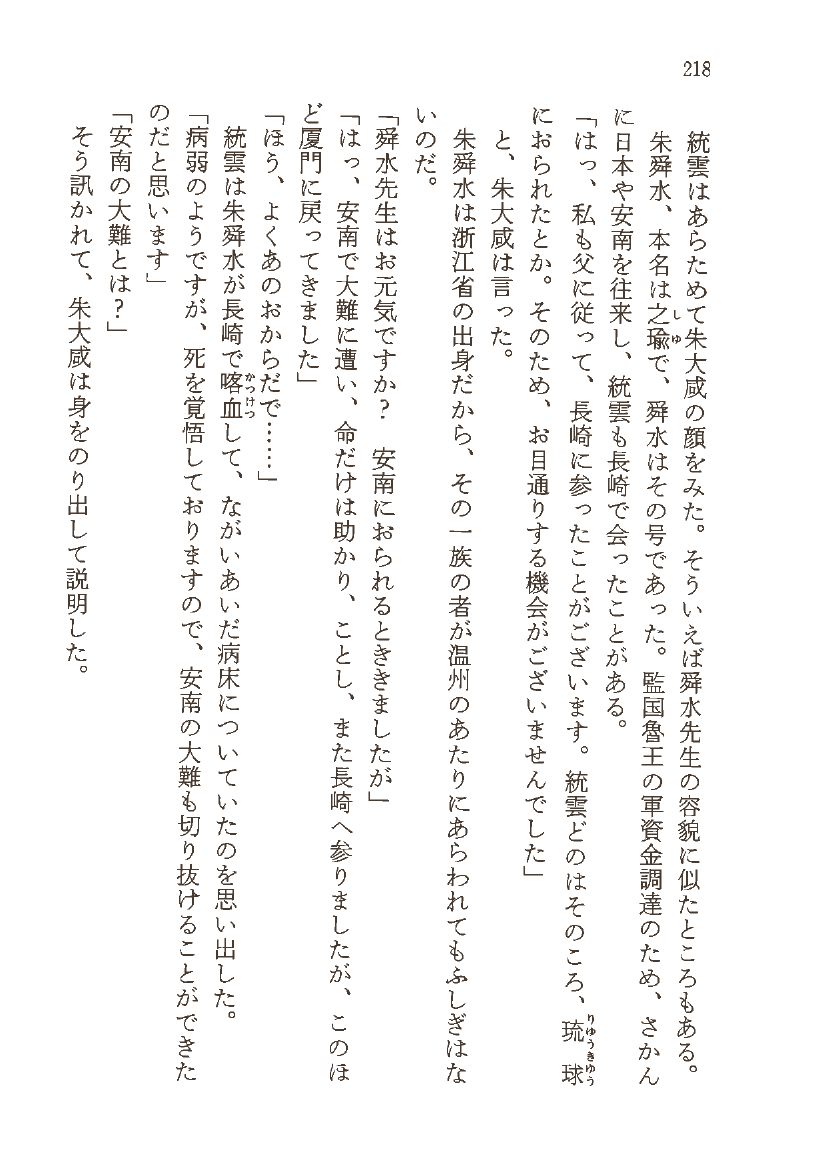 218
統雲はあらためて朱大咸の顔をみた。そういえば舜水先生の容貌に似たところもある。
朱舜水、本名は之瑜で、舜水はその号であった。監国魯王の軍資金調達のため、さかん
に日本や安南を往来し、統雲も長崎で会ったことがある。
「はっ、私も父に従って、長崎に参ったことがございます。統雲どのはそのころ、琉球
におられたとか。そのため、お目通りする機会がございませんでした」
と、朱大咸は言った。
朱舜水は浙江省の出身だから、その一族の者が温州のあたりにあらわれてもふしぎはな
いのだ。
「舜水先生はお元気ですか？　安南におられるとききましたが」
「はっ、安南で大難に遭い、命だけは助かり、ことし、また長崎へ参りましたが、このほ
ど厦門に戻ってきました」
「ほう、よくあのおからだで……」
統雲は朱舜水が長崎で喀血して、ながいあいだ病床についていたのを思い出した。
「病弱のようですが、死を覚悟しておりますので、安南の大難も切り抜けることができた
のだと思います」
「安南の大難とは？」
そう訊かれて、朱大咸は身をのり出して説明した。